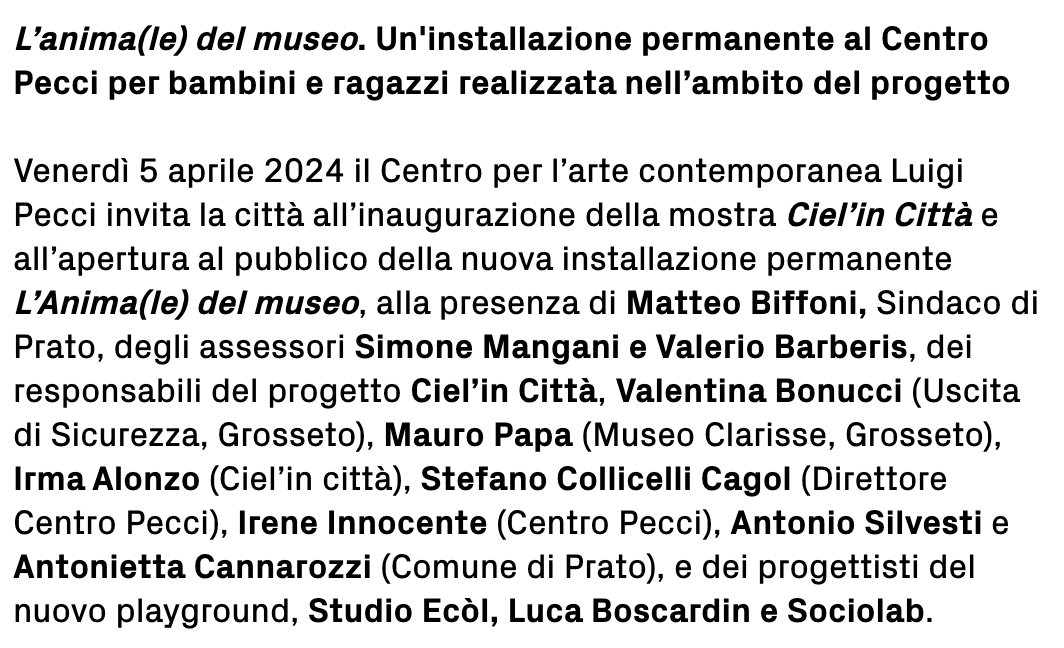 L’anima(le) del museo. Un'installazione permanente al Centro
Pecci per bambini e ragazzi realizzata nell’ambito del progetto
Venerdì 5 aprile 2024 il Centro per l’arte contemporanea Luigi
Pecci invita la città all’inaugurazione della mostra Ciel’in Città e
all’apertura al pubblico della nuova installazione permanente
L’Anima(le) del museo, alla presenza di Matteo Biffoni, Sindaco di
Prato, degli assessori Simone Mangani e Valerio Barberis, dei
responsabili del progetto Ciel’in Città, Valentina Bonucci (Uscita
di Sicurezza, Grosseto), Mauro Papa (Museo Clarisse, Grosseto),
Irma Alonzo (Ciel’in città), Stefano Collicelli Cagol (Direttore
Centro Pecci), Irene Innocente (Centro Pecci), Antonio Silvesti e
Antonietta Cannarozzi (Comune di Prato), e dei progettisti del
nuovo playground, Studio Ecòl, Luca Boscardin e Sociolab.